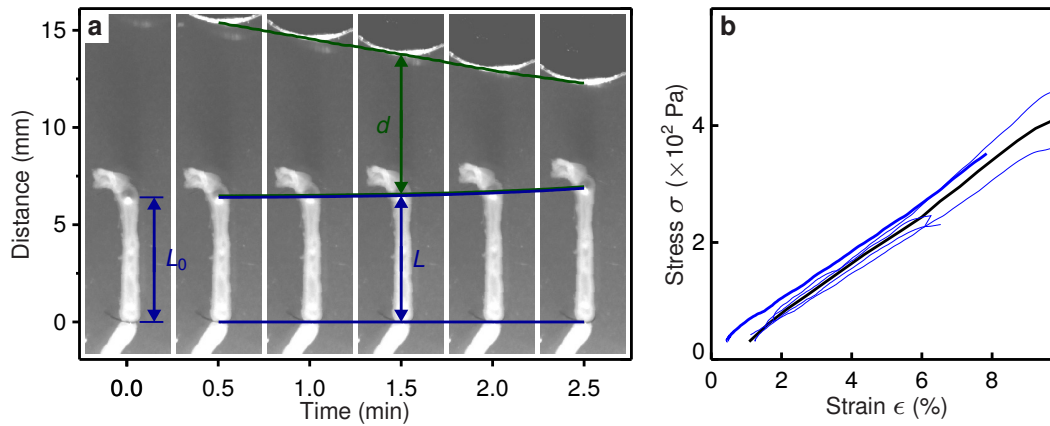 a
15
10
5
0
Distance (mm)
d
L₀
L
0.0
0.5
1.0
1.5
2.0
2.5
Time (min)
b
4
2
0
Stress σ (×10² Pa)
0
2
4
6
8
Strain ϵ (%)